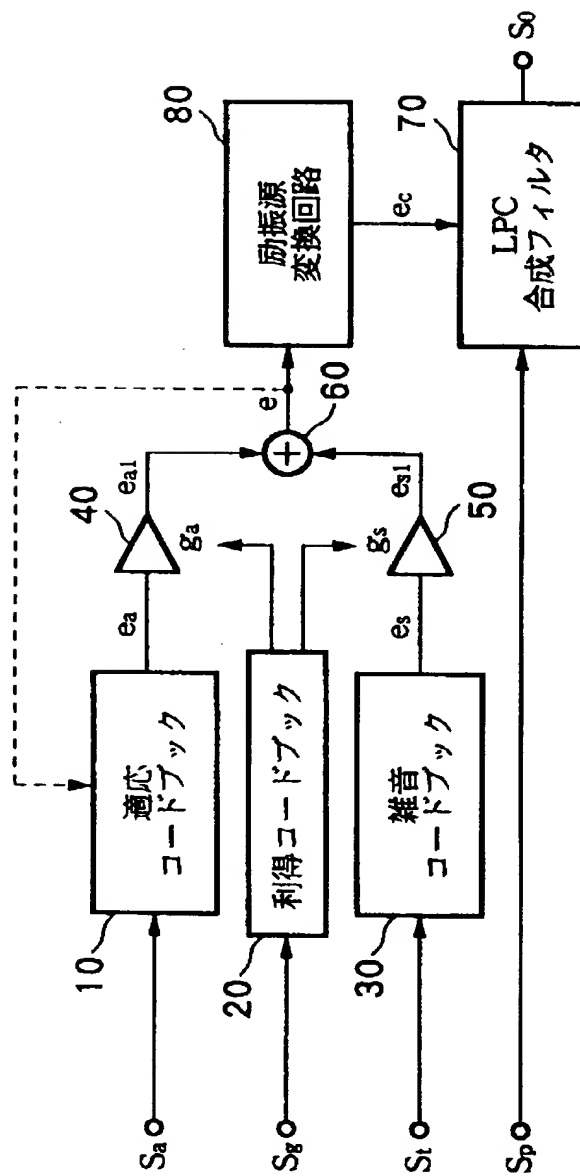 Sa
10
適応
コードブック
ea
40
ga
ea1
e
60
80
励振源
変換回路
ec
Sg
20
利得コードブック
gs
St
30
雑音
コードブック
es
50
es1
Sp
70
LPC
合成フィルタ
S0